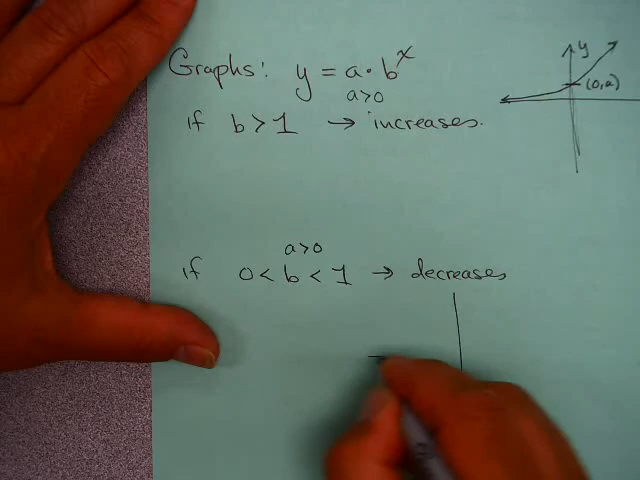 Graphs: y = a · b^x
a>0
if b > 1 → increases.
y
(0,a)
a>0
if 0 < b < 1 → decreases